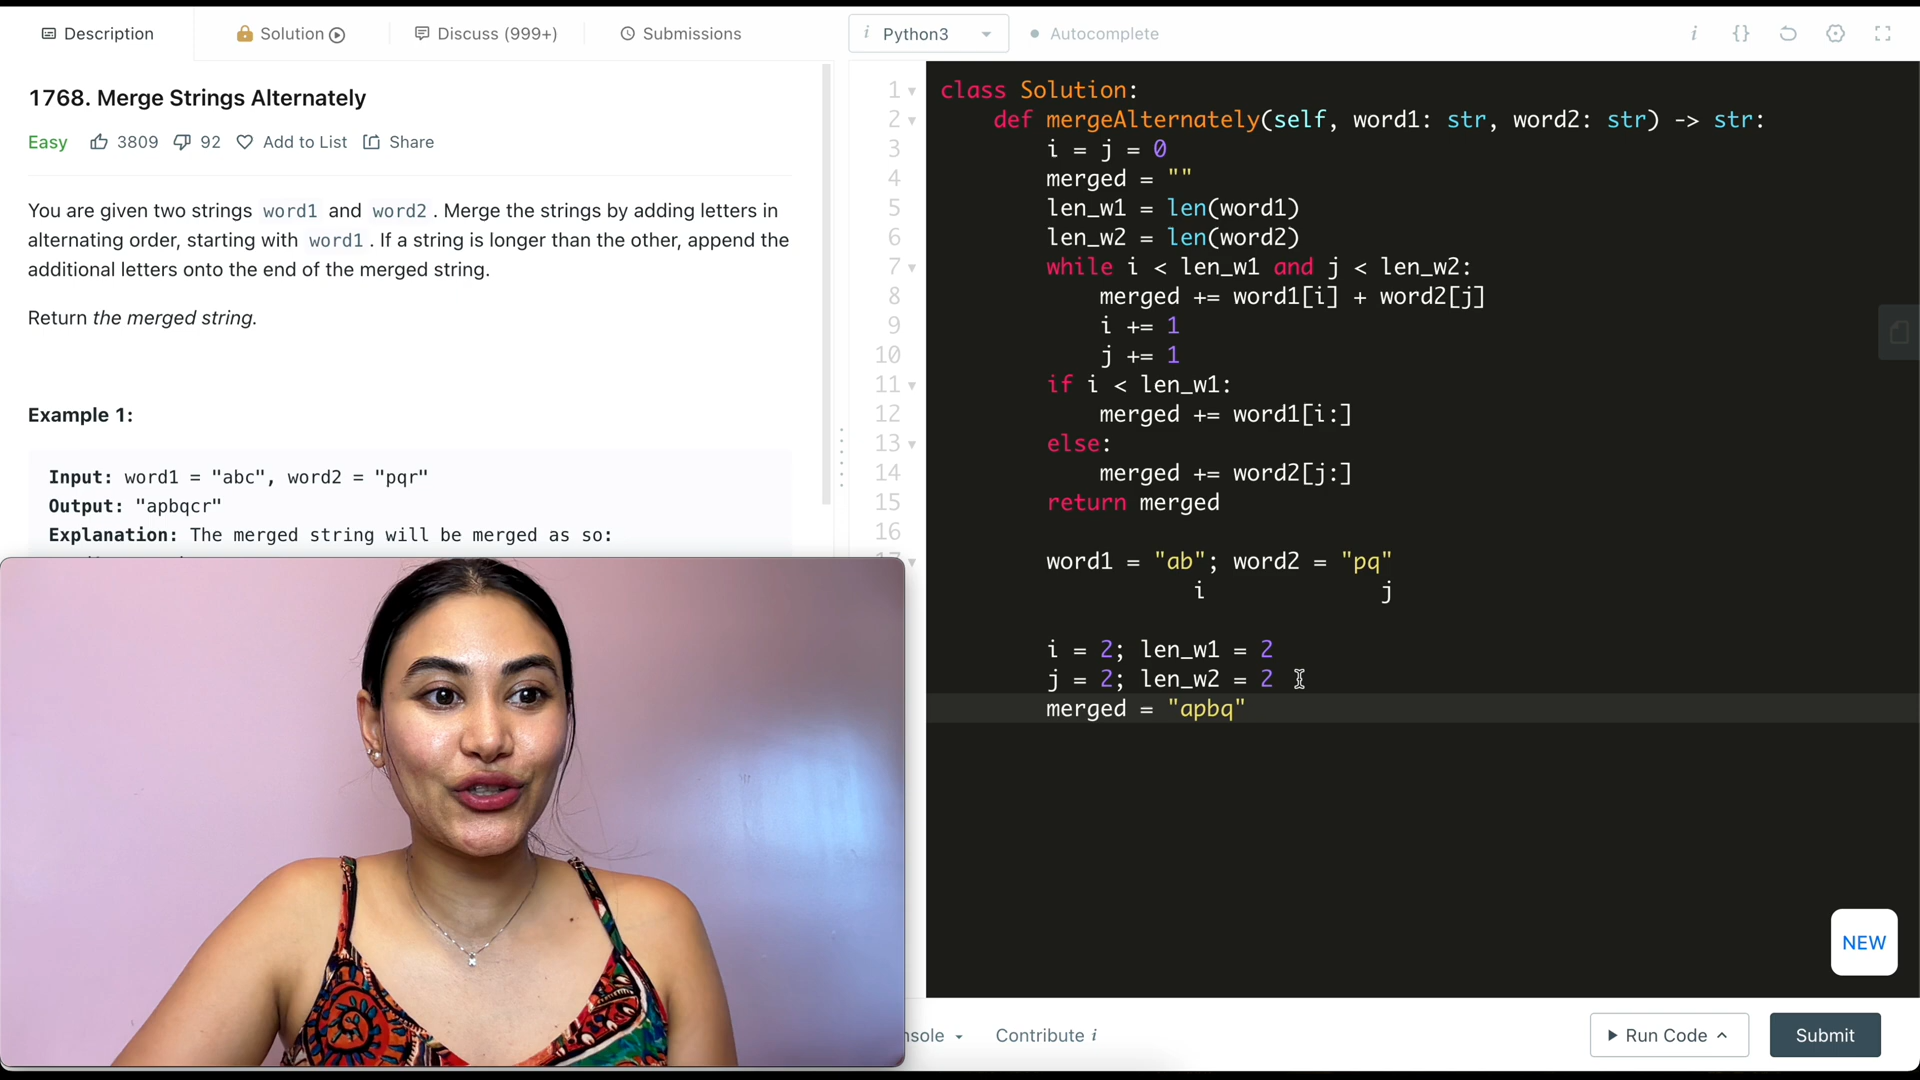 Description
Solution
Discuss (999+)
Submissions
i Python3
Autocomplete
i {}
1768. Merge Strings Alternately
Easy 3809 92 Add to List Share
You are given two strings word1 and word2 . Merge the strings by adding letters in
alternating order, starting with word1 . If a string is longer than the other, append the
additional letters onto the end of the merged string.
Return the merged string.
Example 1:
Input: word1 = "abc", word2 = "pqr"
Output: "apbqcr"
Explanation: The merged string will be merged as so:
1 class Solution:
2 def mergeAlternately(self, word1: str, word2: str) -> str:
3 i = j = 0
4 merged = ""
5 len_w1 = len(word1)
6 len_w2 = len(word2)
7 while i < len_w1 and j < len_w2:
8 merged += word1[i] + word2[j]
9 i += 1
10 j += 1
11 if i < len_w1:
12 merged += word1[i:]
13 else:
14 merged += word2[j:]
15 return merged
16
word1 = "ab"; word2 = "pq"
i j
i = 2; len_w1 = 2
j = 2; len_w2 = 2
merged = "apbq"
NEW
Contribute i
Run Code
Submit